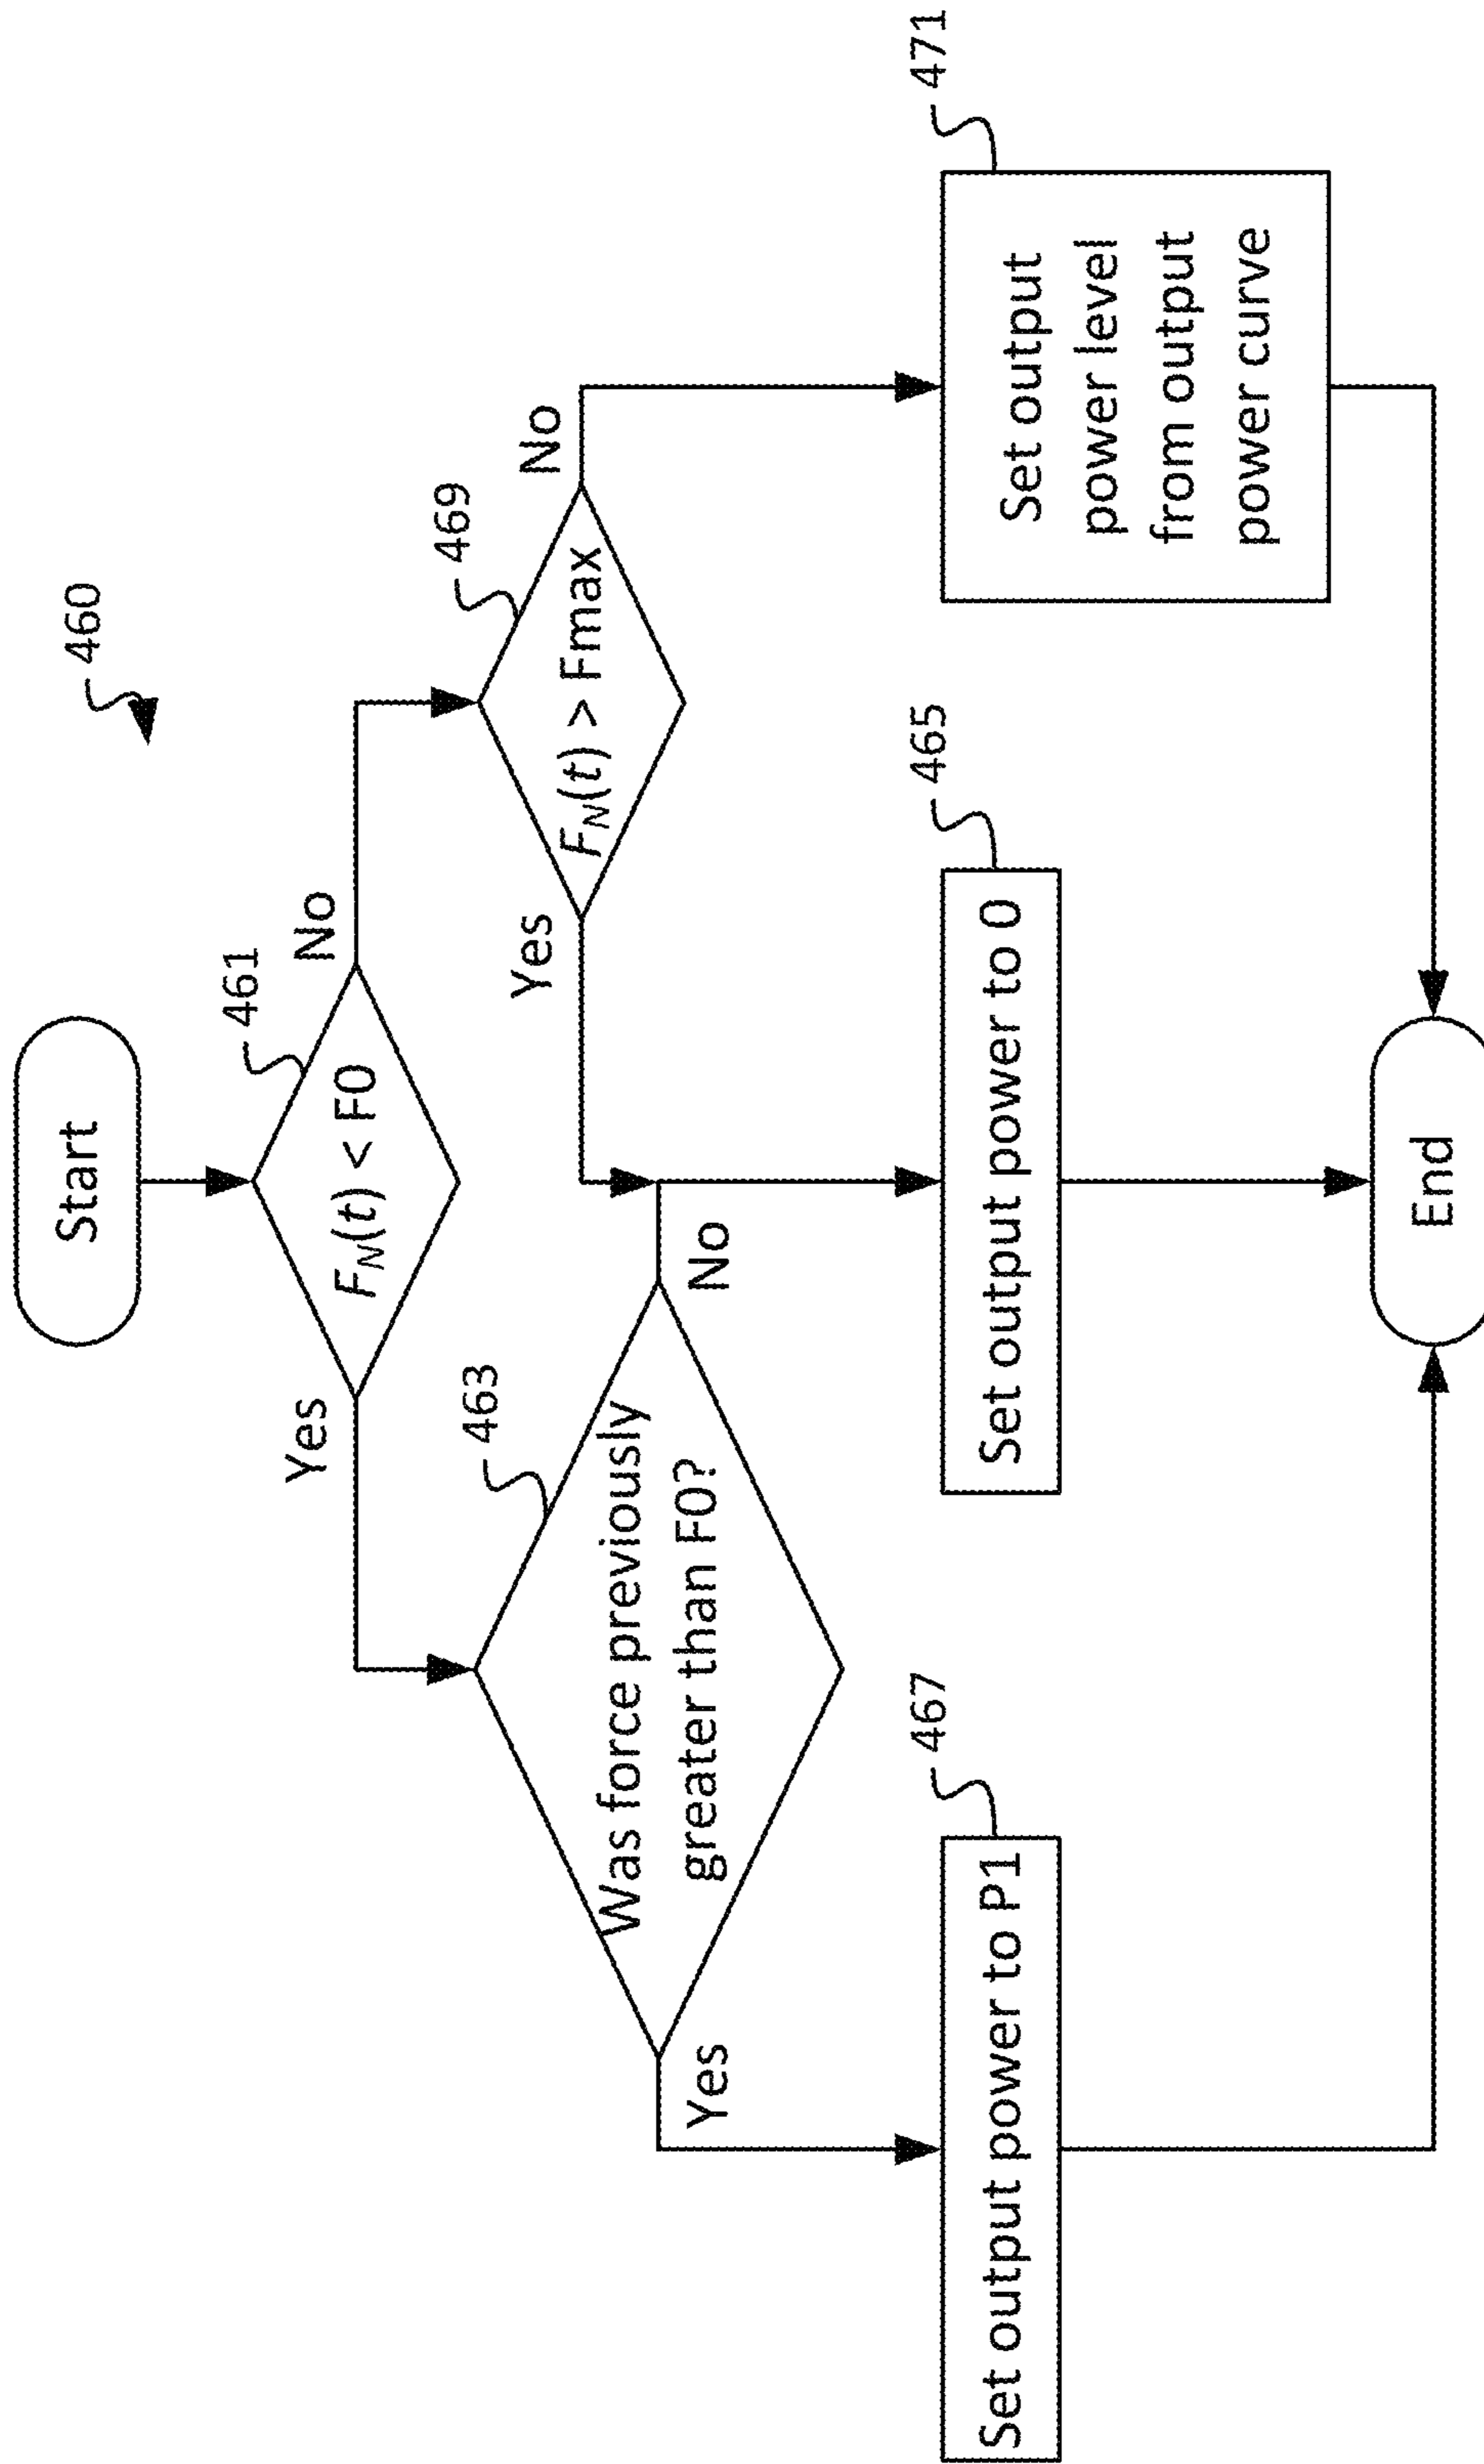 460
Start
461
F_N(t) < F0
Yes
No
463
Was force previously
greater than F0?
Yes
No
469
F_N(t) > Fmax
Yes
No
467
Set output power to P1
465
Set output power to 0
471
Set output
power level
from output
power curve
End